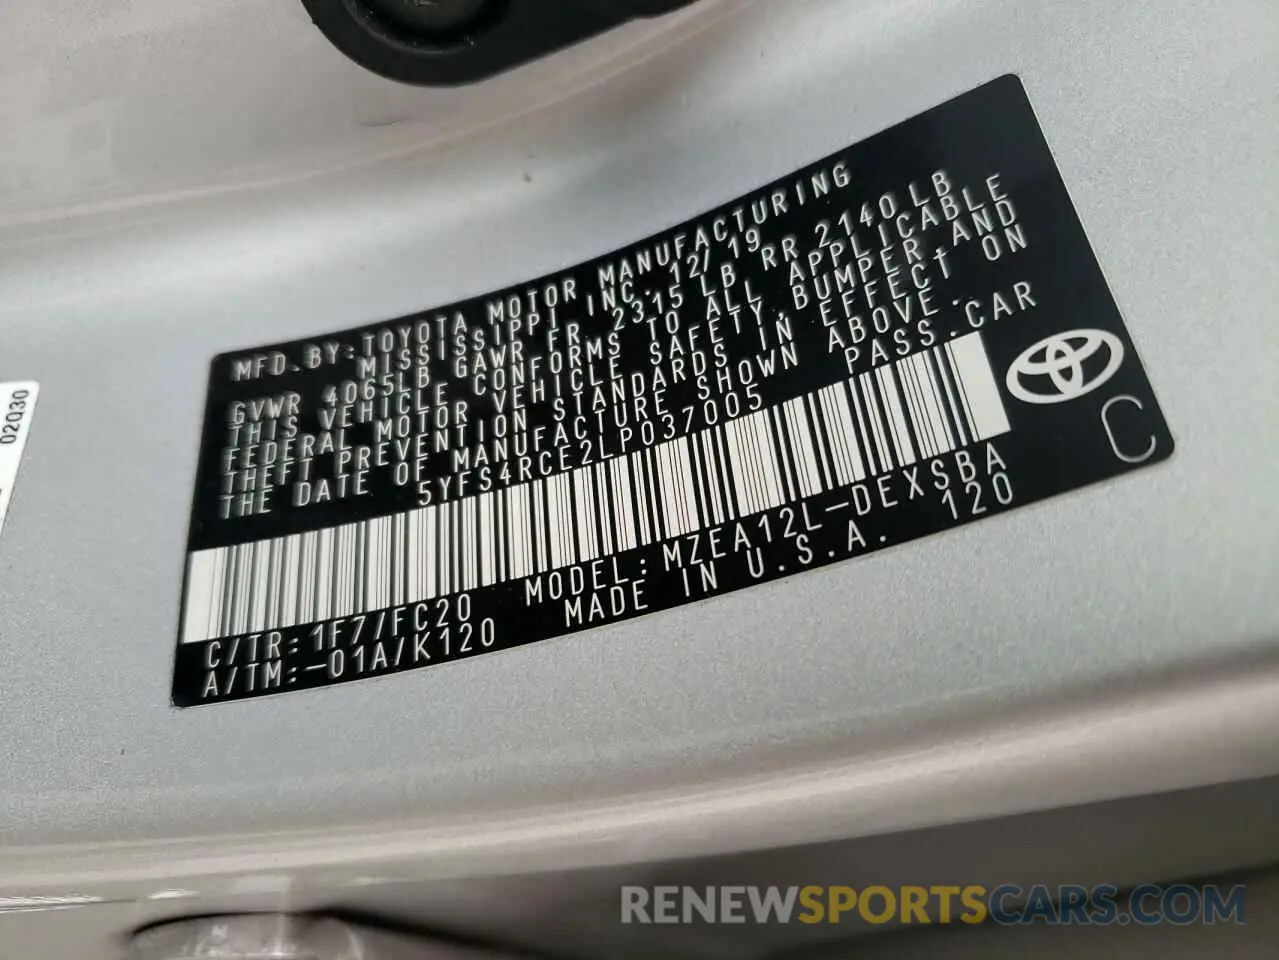 MFD. BY: TOYOTA MOTOR MANUFACTURING
MISSISSIPPI INC. 12/19
GVWR 4065LB GAWR FR 2315 LB RR 2140LB
THIS VEHICLE CONFORMS TO ALL APPLICABLE
FEDERAL MOTOR VEHICLE SAFETY, BUMPER, AND
THEFT PREVENTION STANDARDS IN EFFECT ON
THE DATE OF MANUFACTURE SHOWN ABOVE.
5YFS4RCE2LP037005 PASS. CAR
C/TR: 1F7/FC20 MODEL: MZEA12L-DEXSBA
A/TM: -01A/K120 MADE IN U.S.A. 120
C
02Q30
RENEWSPORTSCARS.COM